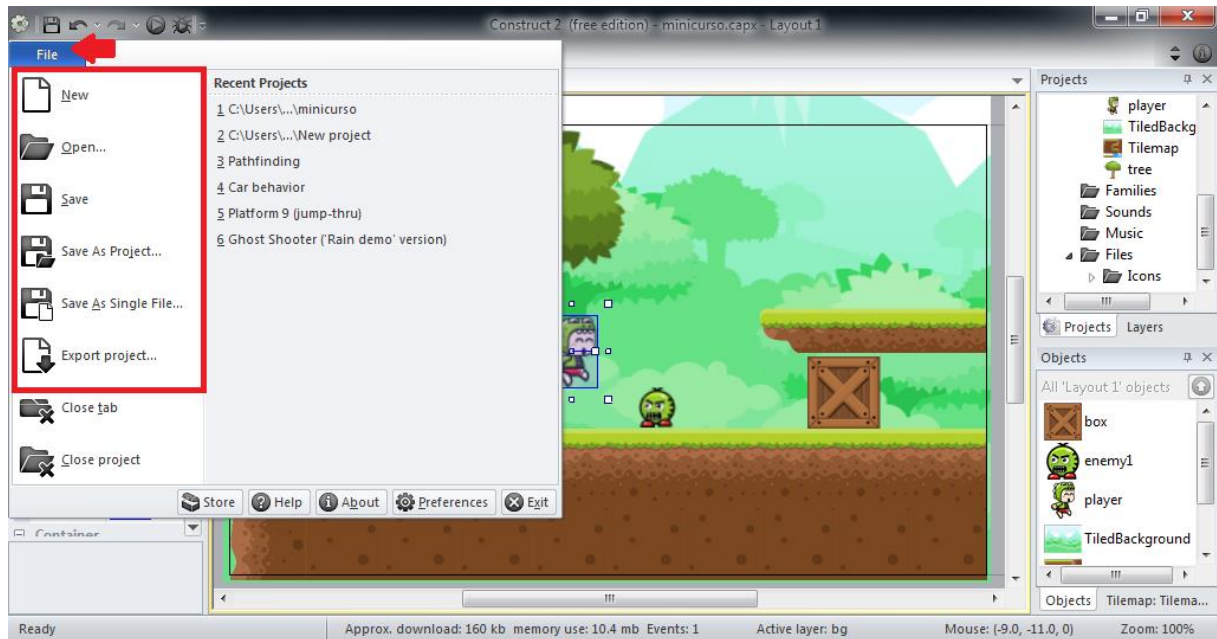 Construct 2 (free edition) - minicurso.capx - Layout 1
File
New
Open...
Save
Save As Project...
Save As Single File...
Export project...
Close tab
Close project
Recent Projects
1 C:\Users\...\minicurso
2 C:\Users\...\New project
3 Pathfinding
4 Car behavior
5 Platform 9 (jump-thru)
6 Ghost Shooter ('Rain demo' version)
Store Help About Preferences Exit
Container
Projects
player
TiledBackg
Tilemap
tree
Families
Sounds
Music
Files
Icons
Projects Layers
Objects
All 'Layout 1' objects
box
enemy1
player
TiledBackground
Objects Tilemap: Tilema...
Ready Approx. download: 160 kb memory use: 10.4 mb Events: 1 Active layer: bg Mouse: (-9.0, -11.0, 0) Zoom: 100%